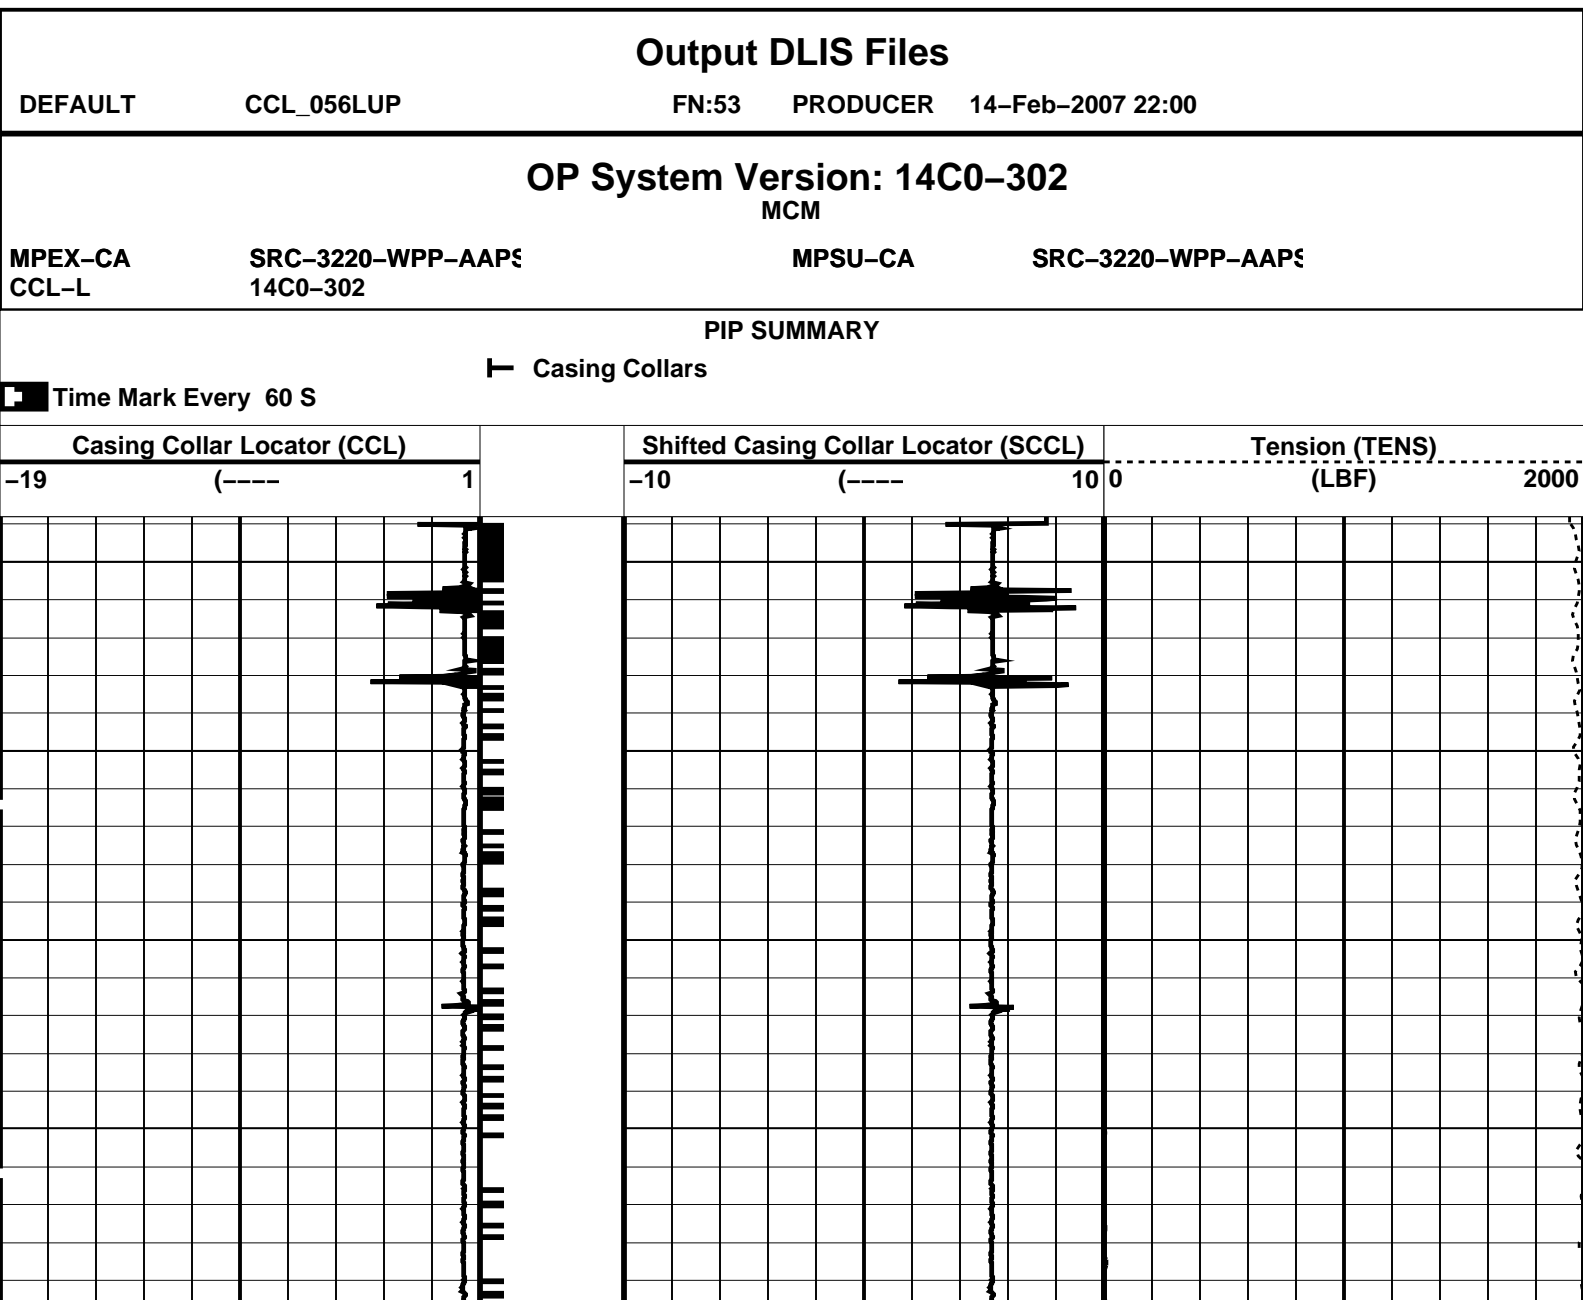 Output DLIS Files
DEFAULT CCL_056LUP FN:53 PRODUCER 14–Feb–2007 22:00
OP System Version: 14C0–302
MCM
MPEX–CA SRC–3220–WPP–AAPS MPSU–CA SRC–3220–WPP–AAPS
CCL–L 14C0–302
PIP SUMMARY
Casing Collars
Time Mark Every 60 S
Casing Collar Locator (CCL) Shifted Casing Collar Locator (SCCL) Tension (TENS)
–19 (–––– 1 –10 (–––– 10 0 (LBF) 2000